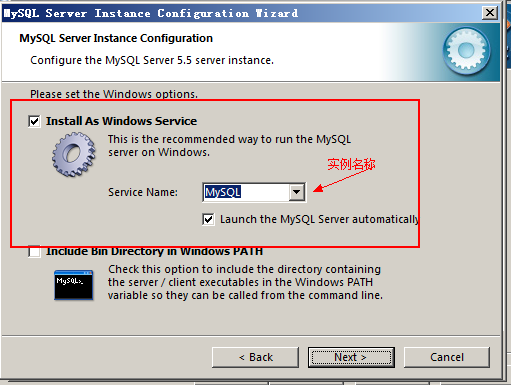 MySQL Server Instance Configuration Wizard
MySQL Server Instance Configuration
Configure the MySQL Server 5.5 server instance.
Please set the Windows options.
Install As Windows Service
This is the recommended way to run the MySQL
server on Windows.
实例名称
Service Name:
MySQL
Launch the MySQL Server automatically
Include Bin Directory in Windows PATH
Check this option to include the directory containing
the server / client executables in the Windows PATH
variable so they can be called from the command line.
MySQL>_
< Back
Next >
Cancel